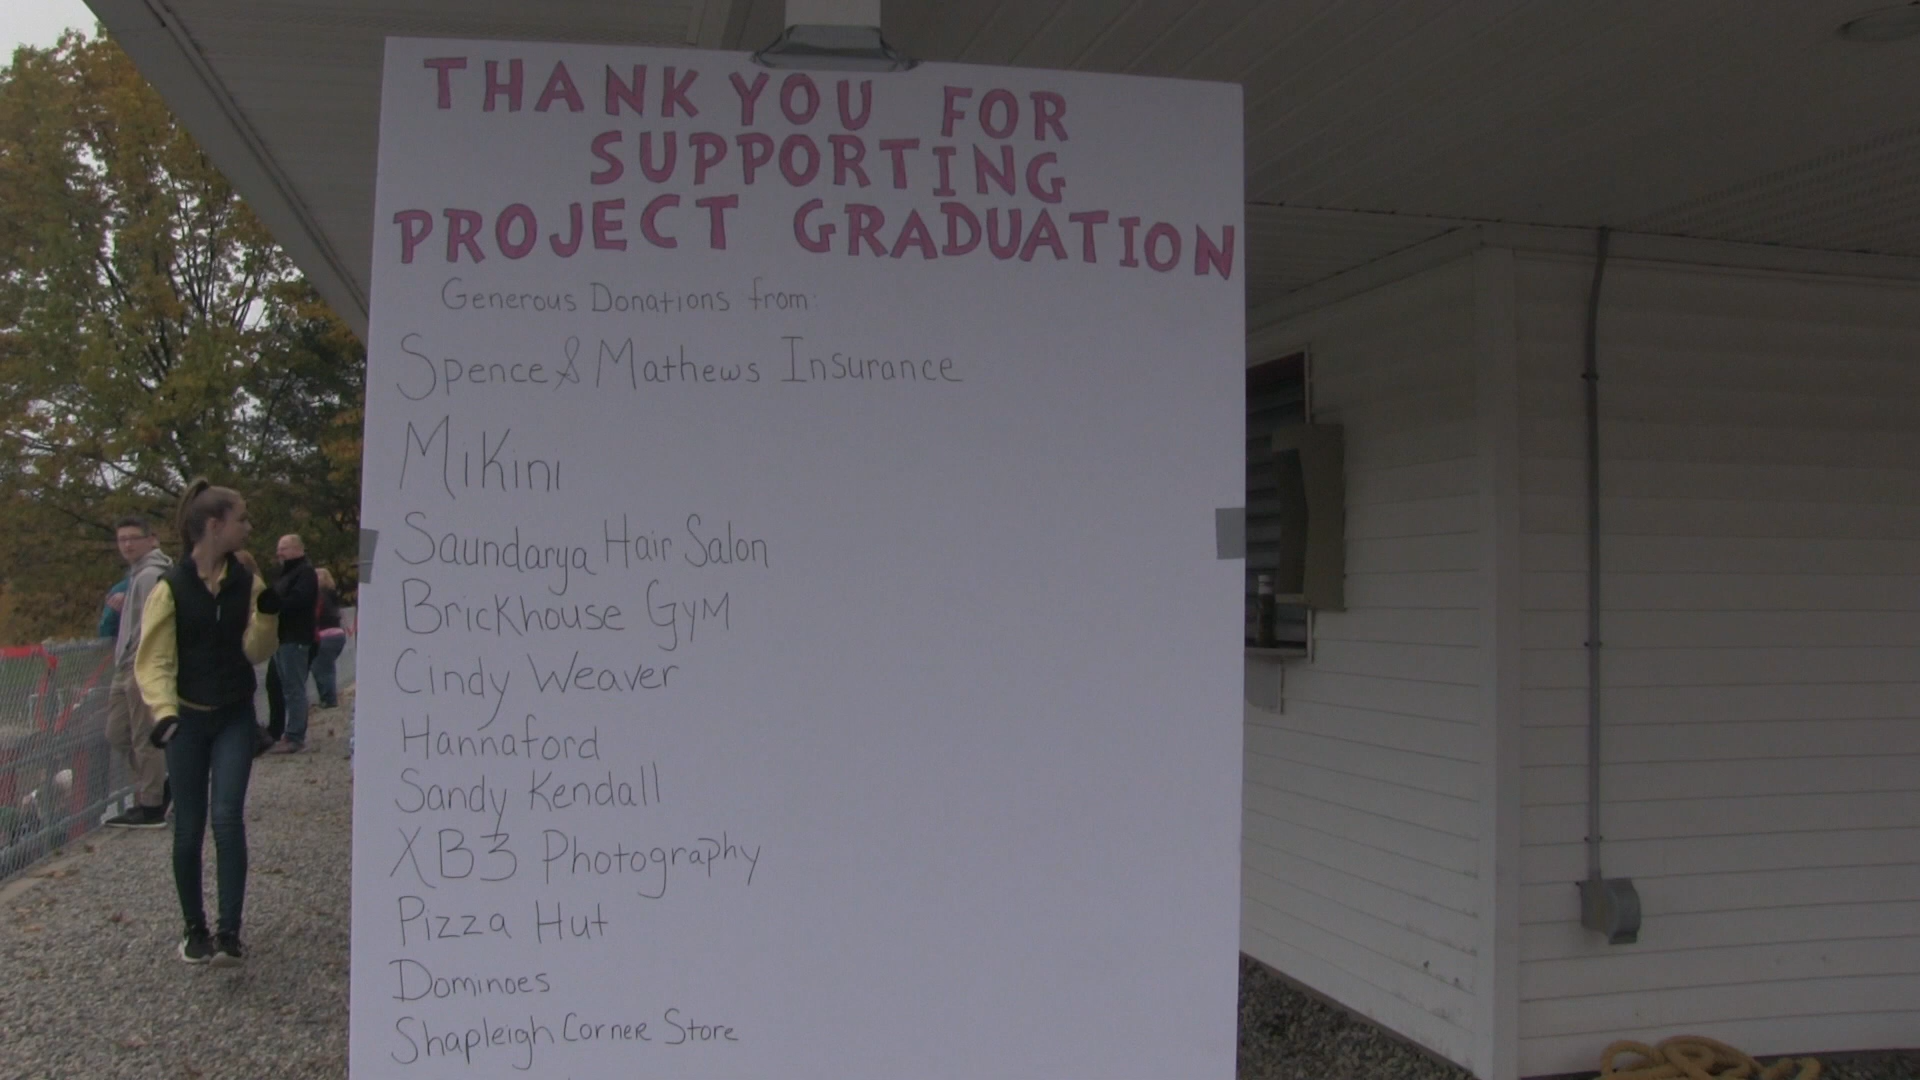 THANK YOU FOR
SUPPORTING
PROJECT GRADUATION
Generous Donations from:
Spence & Mathews Insurance
Mikini
Saundarya Hair Salon
Brickhouse Gym
Cindy Weaver
Hannaford
Sandy Kendall
XB3 Photography
Pizza Hut
Dominoes
Shapleigh Corner Store